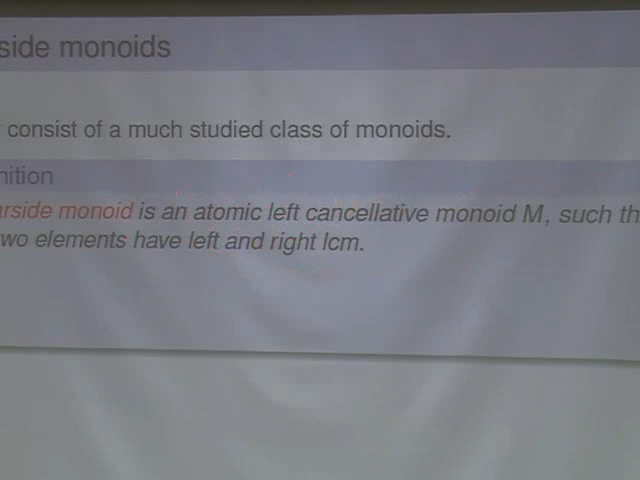 side monoids
consist of a much studied class of monoids.
nition
arside monoid is an atomic left cancellative monoid M, such th
wo elements have left and right lcm.